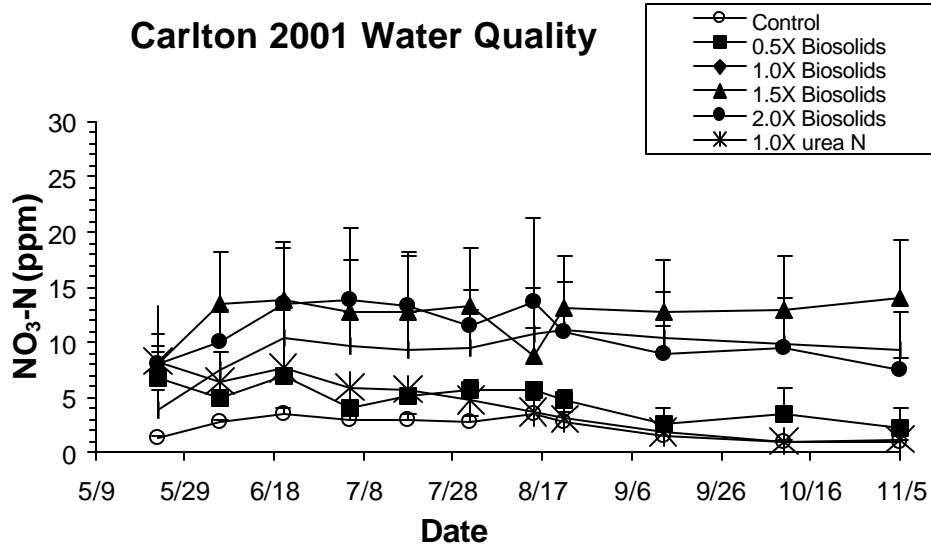 Carlton 2001 Water Quality
Control
0.5X Biosolids
1.0X Biosolids
1.5X Biosolids
2.0X Biosolids
1.0X urea N
NO₃-N (ppm)
30
25
20
15
10
5
0
5/9 5/29 6/18 7/8 7/28 8/17 9/6 9/26 10/16 11/5
Date